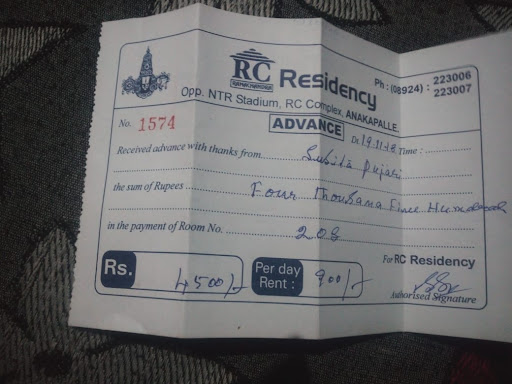 RC Residency
RAMACHANDRA
Ph : (08924) : 223006
223007
Opp. NTR Stadium, RC Complex, ANAKAPALLE.
No. 1574
ADVANCE
Dt. 19.11.18 Time :
Received advance with thanks from Susila Pujari
the sum of Rupees Four Thousand Five Hundred
in the payment of Room No. 208
For RC Residency
Rs. 4500/-
Per day Rent : 900/-
Authorised Signature